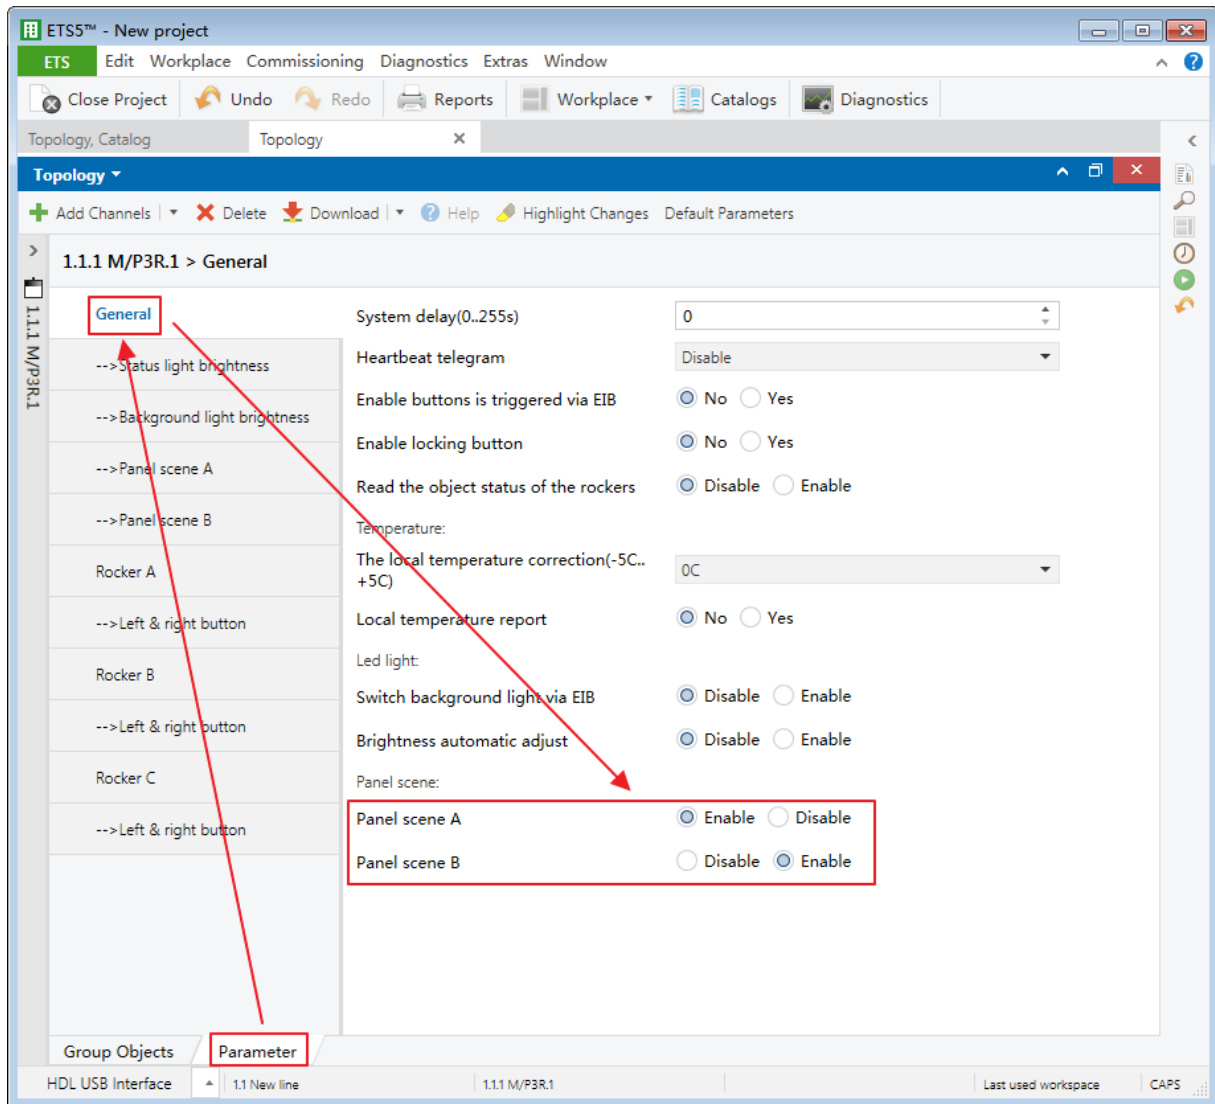 ETS5™ - New project
ETS Edit Workplace Commissioning Diagnostics Extras Window
Close Project Undo Redo Reports Workplace Catalogs Diagnostics
Topology, Catalog Topology
Topology
Add Channels Delete Download Help Highlight Changes Default Parameters
1.1.1 M/P3R.1 > General
1.1.1 M/P3R.1
General
-->Status light brightness
-->Background light brightness
-->Panel scene A
-->Panel scene B
Rocker A
-->Left & right button
Rocker B
-->Left & right button
Rocker C
-->Left & right button
System delay(0..255s) 0
Heartbeat telegram Disable
Enable buttons is triggered via EIB No Yes
Enable locking button No Yes
Read the object status of the rockers Disable Enable
Temperature:
The local temperature correction(-5C..
+5C) 0C
Local temperature report No Yes
Led light:
Switch background light via EIB Disable Enable
Brightness automatic adjust Disable Enable
Panel scene:
Panel scene A Enable Disable
Panel scene B Disable Enable
Group Objects Parameter
HDL USB Interface 1.1 New line 1.1.1 M/P3R.1 Last used workspace CAPS